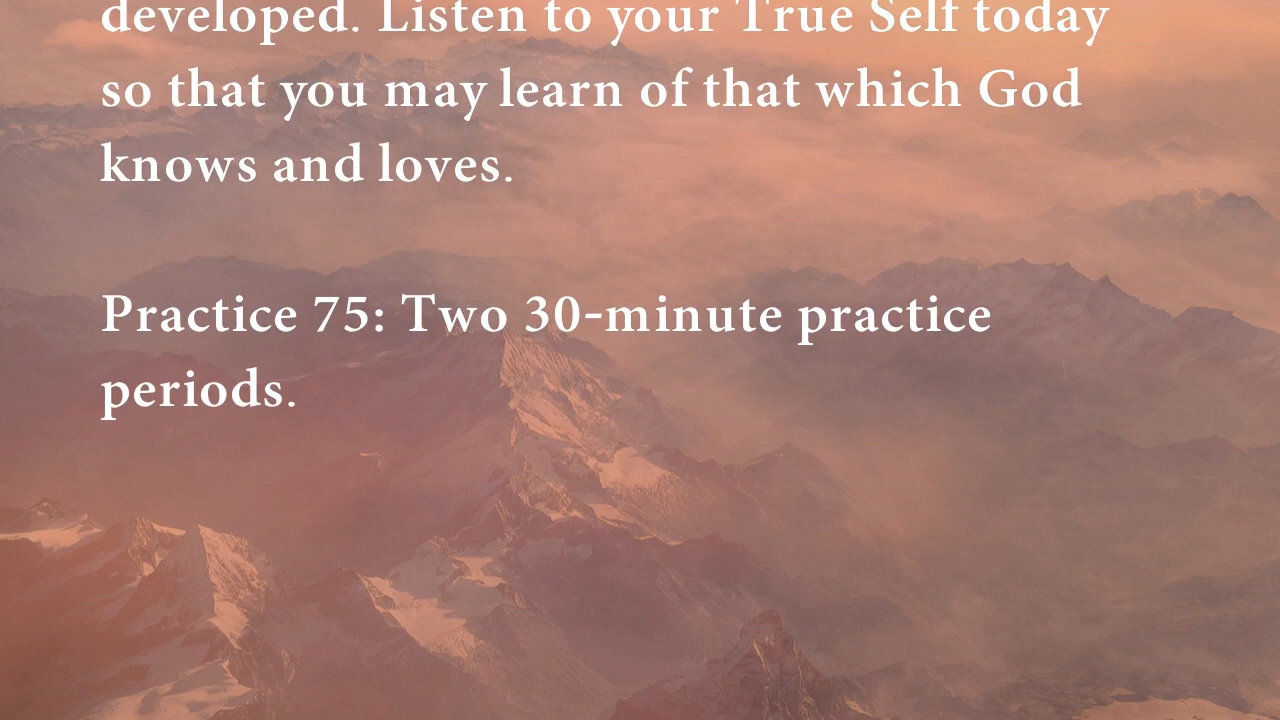 developed. Listen to your True Self today
so that you may learn of that which God
knows and loves.
Practice 75: Two 30-minute practice
periods.